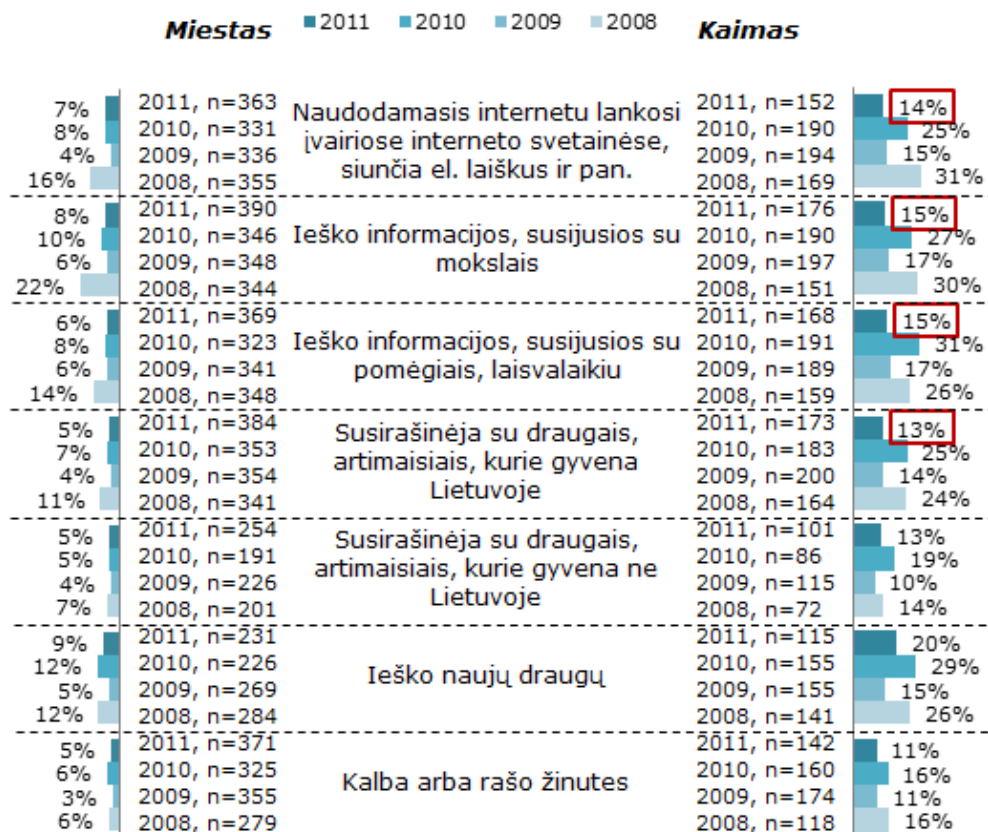 Miestas 2011 2010 2009 2008 Kaimas
7% 2011, n=363 Naudodamasis internetu lankosi 2011, n=152 14%
8% 2010, n=331 įvairiose interneto svetainėse, 2010, n=190 25%
4% 2009, n=336 siunčia el. laiškus ir pan. 2009, n=194 15%
16% 2008, n=355 2008, n=169 31%
8% 2011, n=390 2011, n=176 15%
10% 2010, n=346 Ieško informacijos, susijusios su 2010, n=190 27%
6% 2009, n=348 mokslais 2009, n=197 17%
22% 2008, n=344 2008, n=151 30%
6% 2011, n=369 2011, n=168 15%
8% 2010, n=323 Ieško informacijos, susijusios su 2010, n=191 31%
6% 2009, n=341 pomėgiais, laisvalaikiu 2009, n=189 17%
14% 2008, n=348 2008, n=159 26%
5% 2011, n=384 Susirašinėja su draugais, 2011, n=173 13%
7% 2010, n=353 artimaisiais, kurie gyvena 2010, n=183 25%
4% 2009, n=354 Lietuvoje 2009, n=200 14%
11% 2008, n=341 2008, n=164 24%
5% 2011, n=254 Susirašinėja su draugais, 2011, n=101 13%
5% 2010, n=191 artimaisiais, kurie gyvena ne 2010, n=86 19%
4% 2009, n=226 Lietuvoje 2009, n=115 10%
7% 2008, n=201 2008, n=72 14%
9% 2011, n=231 2011, n=115 20%
12% 2010, n=226 Ieško naujų draugų 2010, n=155 29%
5% 2009, n=269 2009, n=155 15%
12% 2008, n=284 2008, n=141 26%
5% 2011, n=371 2011, n=142 11%
6% 2010, n=325 Kalba arba rašo žinutes 2010, n=160 16%
3% 2009, n=355 2009, n=174 11%
6% 2008, n=279 2008, n=118 16%